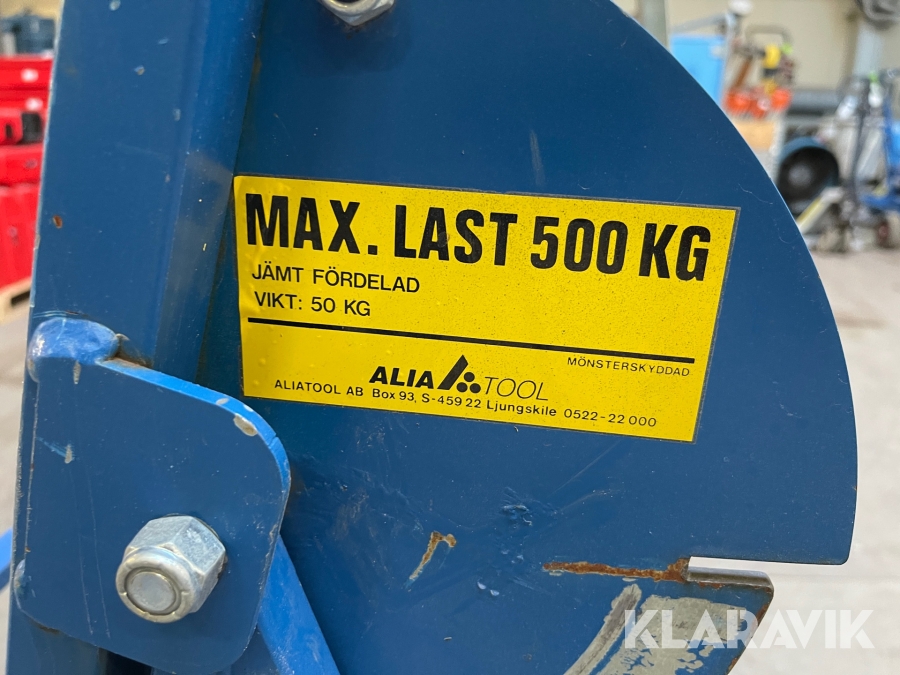 MAX. LAST 500 KG
JÄMT FÖRDELAD
VIKT: 50 KG
MÖNSTERSKYDDAD
ALIA TOOL
ALIATOOL AB Box 93, S-459 22 Ljungskile 0522-22 000
KLARAVIK